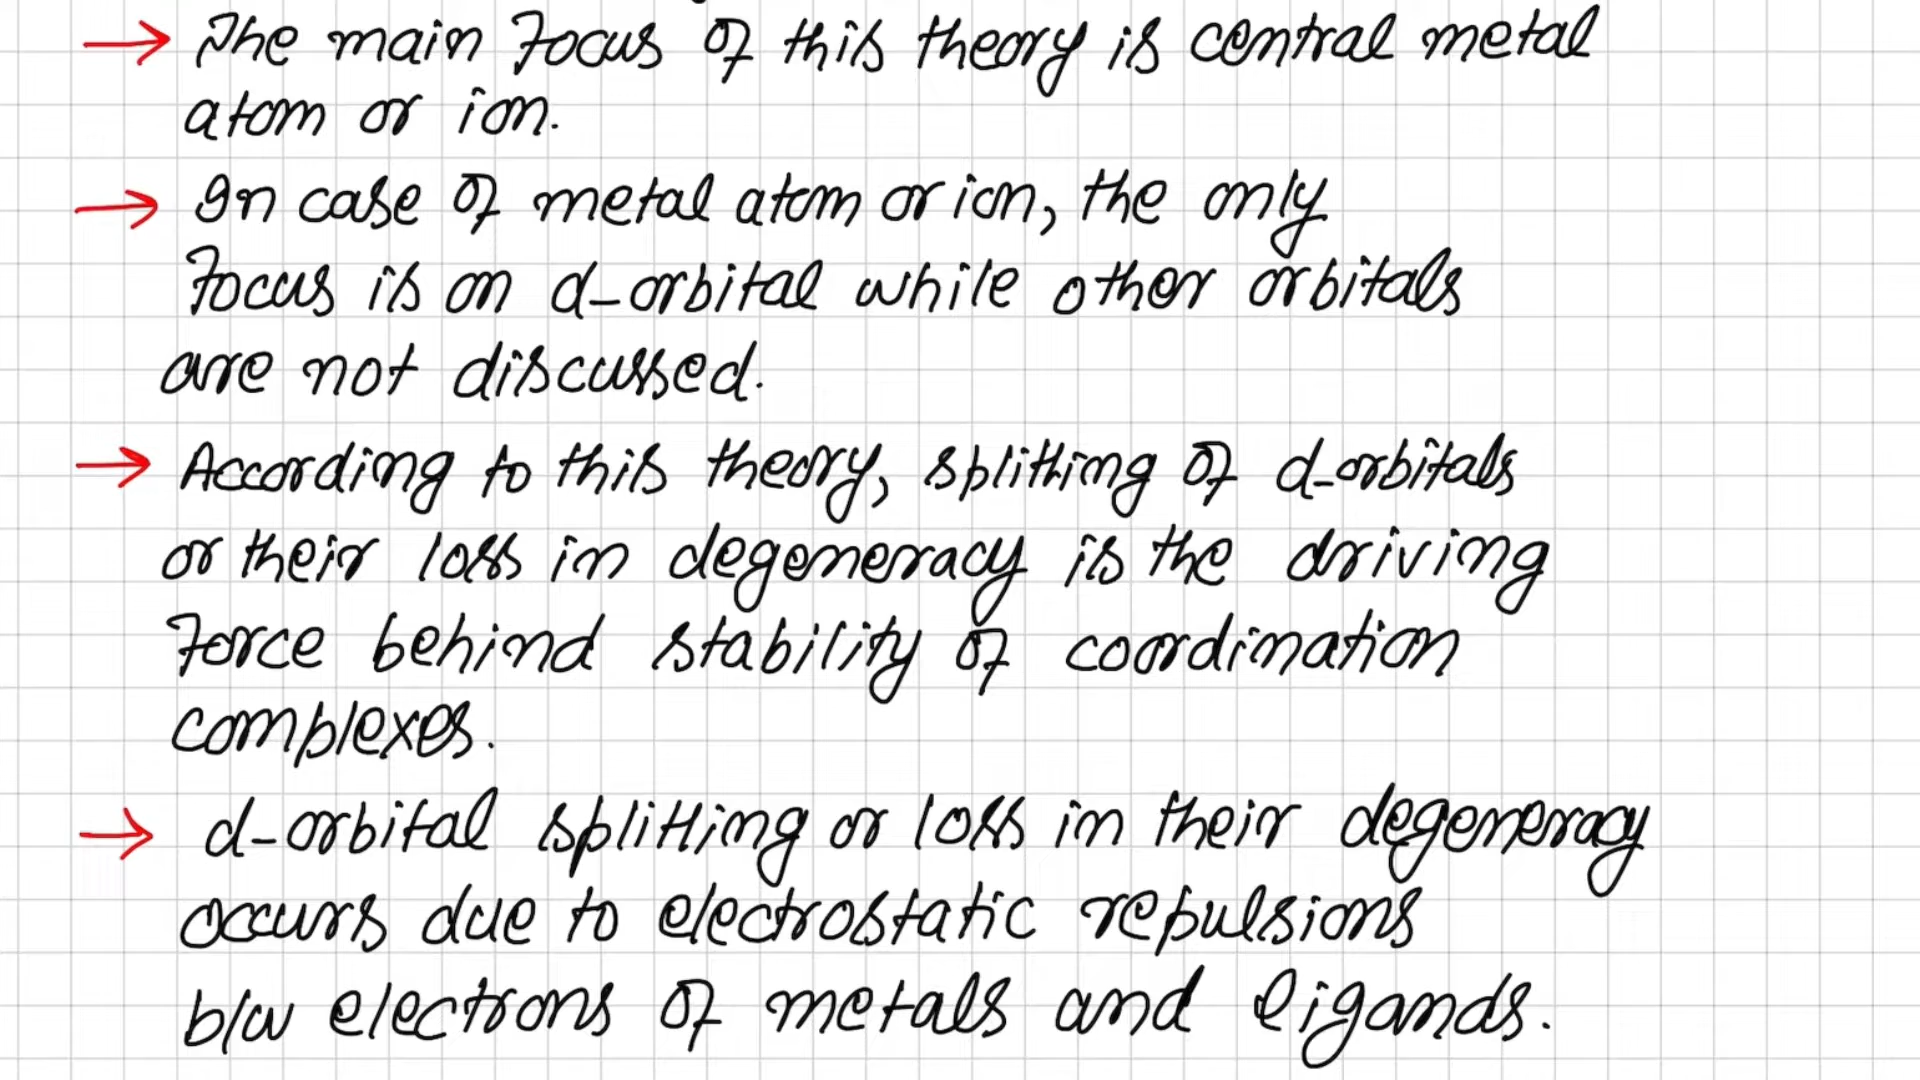 → The main focus of this theory is central metal
atom or ion.
→ In case of metal atom or ion, the only
focus is on d-orbital while other orbitals
are not discussed.
→ According to this theory, splitting of d-orbitals
or their loss in degeneracy is the driving
force behind stability of coordination
complexes.
→ d-orbital splitting or loss in their degeneracy
occurs due to electrostatic repulsions
b/w electrons of metals and ligands.